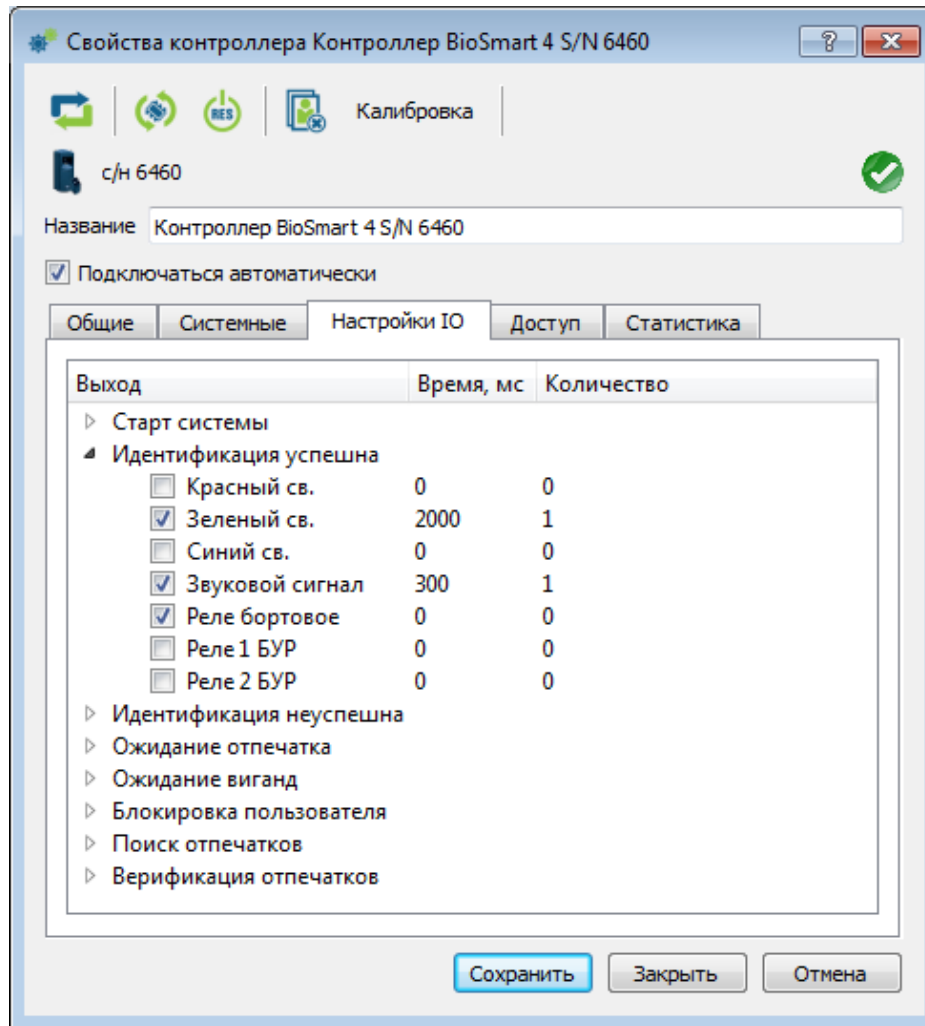 Свойства контроллера Контроллер BioSmart 4 S/N 6460
RES Калибровка
с/н 6460
Название Контроллер BioSmart 4 S/N 6460
Подключаться автоматически
Общие Системные Настройки IO Доступ Статистика
Выход Время, мс Количество
Старт системы
Идентификация успешна
Красный св. 0 0
Зеленый св. 2000 1
Синий св. 0 0
Звуковой сигнал 300 1
Реле бортовое 0 0
Реле 1 БУР 0 0
Реле 2 БУР 0 0
Идентификация неуспешна
Ожидание отпечатка
Ожидание виганд
Блокировка пользователя
Поиск отпечатков
Верификация отпечатков
Сохранить Закрыть Отмена